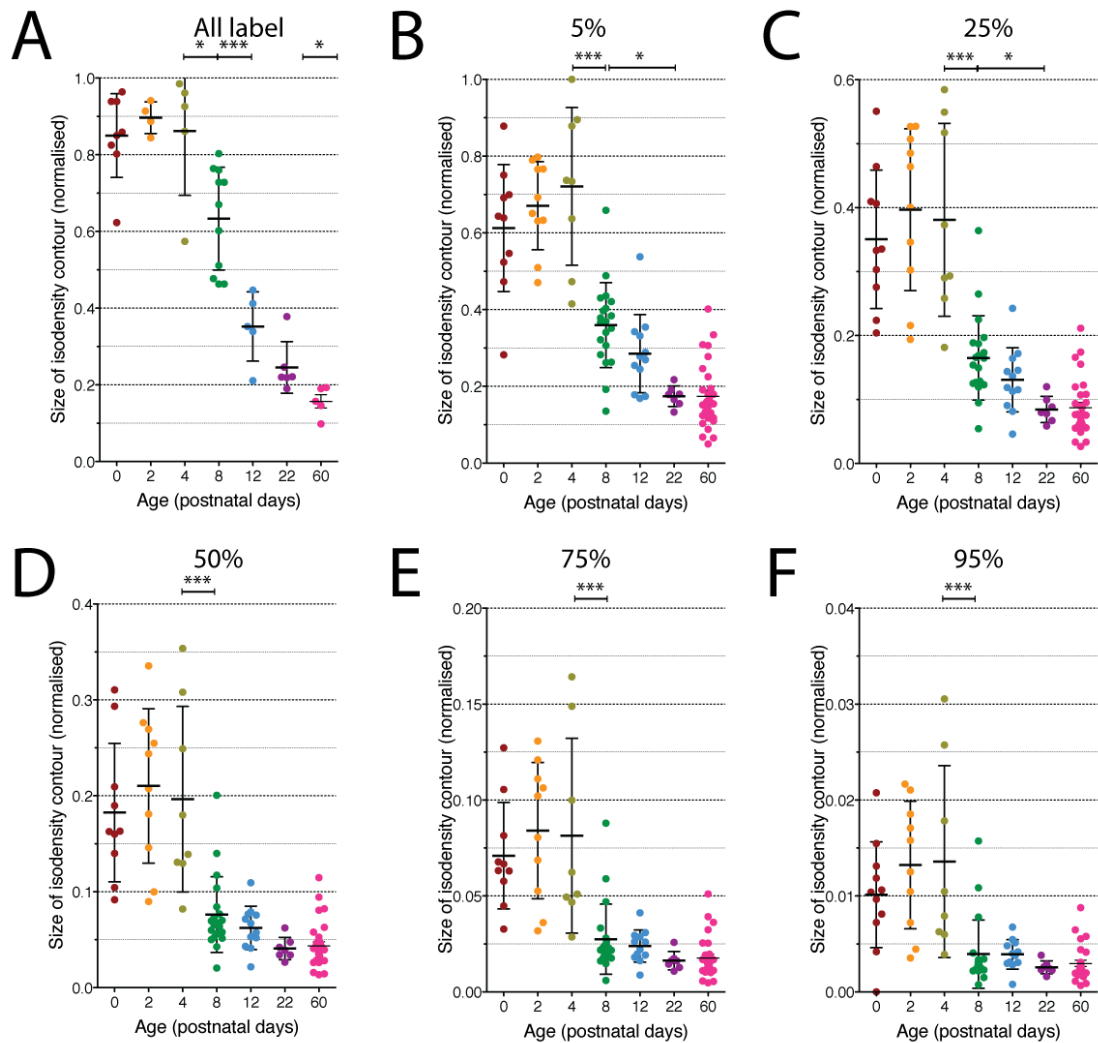 A
All label
* *** *
Size of isodensity contour (normalised)
1.0
0.8
0.6
0.4
0.2
0.0
0 2 4 8 12 22 60
Age (postnatal days)
B
5%
*** *
Size of isodensity contour (normalised)
1.0
0.8
0.6
0.4
0.2
0.0
0 2 4 8 12 22 60
Age (postnatal days)
C
25%
*** *
Size of isodensity contour (normalised)
0.6
0.4
0.2
0.0
0 2 4 8 12 22 60
Age (postnatal days)
D
50%
***
Size of isodensity contour (normalised)
0.4
0.3
0.2
0.1
0.0
0 2 4 8 12 22 60
Age (postnatal days)
E
75%
***
Size of isodensity contour (normalised)
0.20
0.15
0.10
0.05
0.00
0 2 4 8 12 22 60
Age (postnatal days)
F
95%
***
Size of isodensity contour (normalised)
0.04
0.03
0.02
0.01
0.00
0 2 4 8 12 22 60
Age (postnatal days)